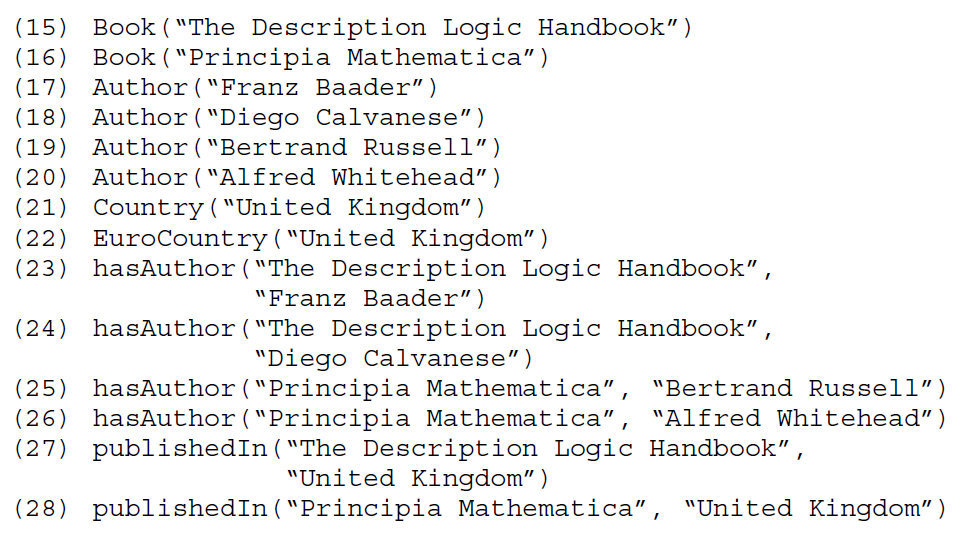 (15) Book(“The Description Logic Handbook”)
(16) Book(“Principia Mathematica”)
(17) Author(“Franz Baader”)
(18) Author(“Diego Calvanese”)
(19) Author(“Bertrand Russell”)
(20) Author(“Alfred Whitehead”)
(21) Country(“United Kingdom”)
(22) EuroCountry(“United Kingdom”)
(23) hasAuthor(“The Description Logic Handbook”,
“Franz Baader”)
(24) hasAuthor(“The Description Logic Handbook”,
“Diego Calvanese”)
(25) hasAuthor(“Principia Mathematica”, “Bertrand Russell”)
(26) hasAuthor(“Principia Mathematica”, “Alfred Whitehead”)
(27) publishedIn(“The Description Logic Handbook”,
“United Kingdom”)
(28) publishedIn(“Principia Mathematica”, “United Kingdom”)